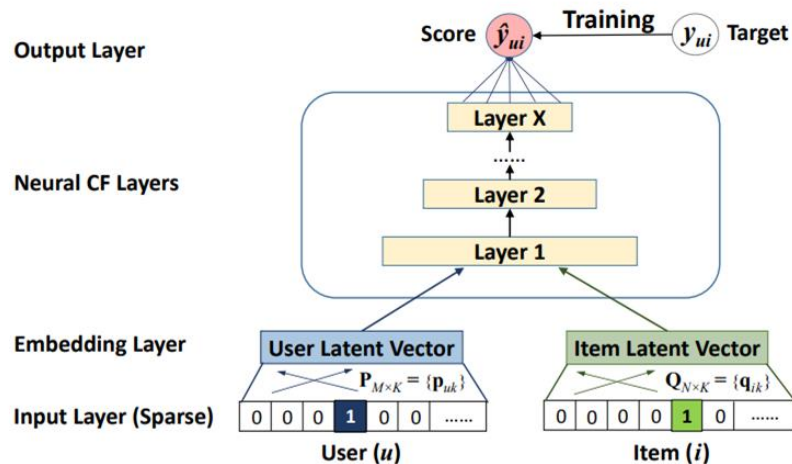 Output Layer
Score
ŷui
Training
yui
Target
Layer X
......
Neural CF Layers
Layer 2
Layer 1
Embedding Layer
User Latent Vector
Item Latent Vector
PM×K = {puk}
QN×K = {qik}
Input Layer (Sparse)
0 0 0 1 0 0 ......
0 0 0 0 1 0 ......
User (u)
Item (i)